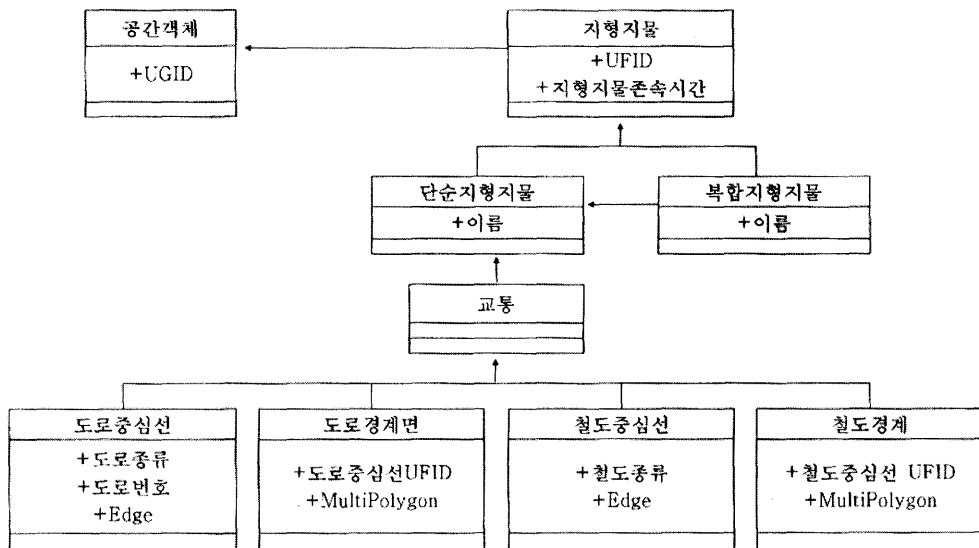 공간객체
+UGID
지형지물
+UFID
+지형지물존속시간
단순지형지물
+이름
복합지형지물
+이름
교통
도로중심선
+도로종류
+도로번호
+Edge
도로경계면
+도로중심선UFID
+MultiPolygon
철도중심선
+철도종류
+Edge
철도경계
+철도중심선 UFID
+MultiPolygon